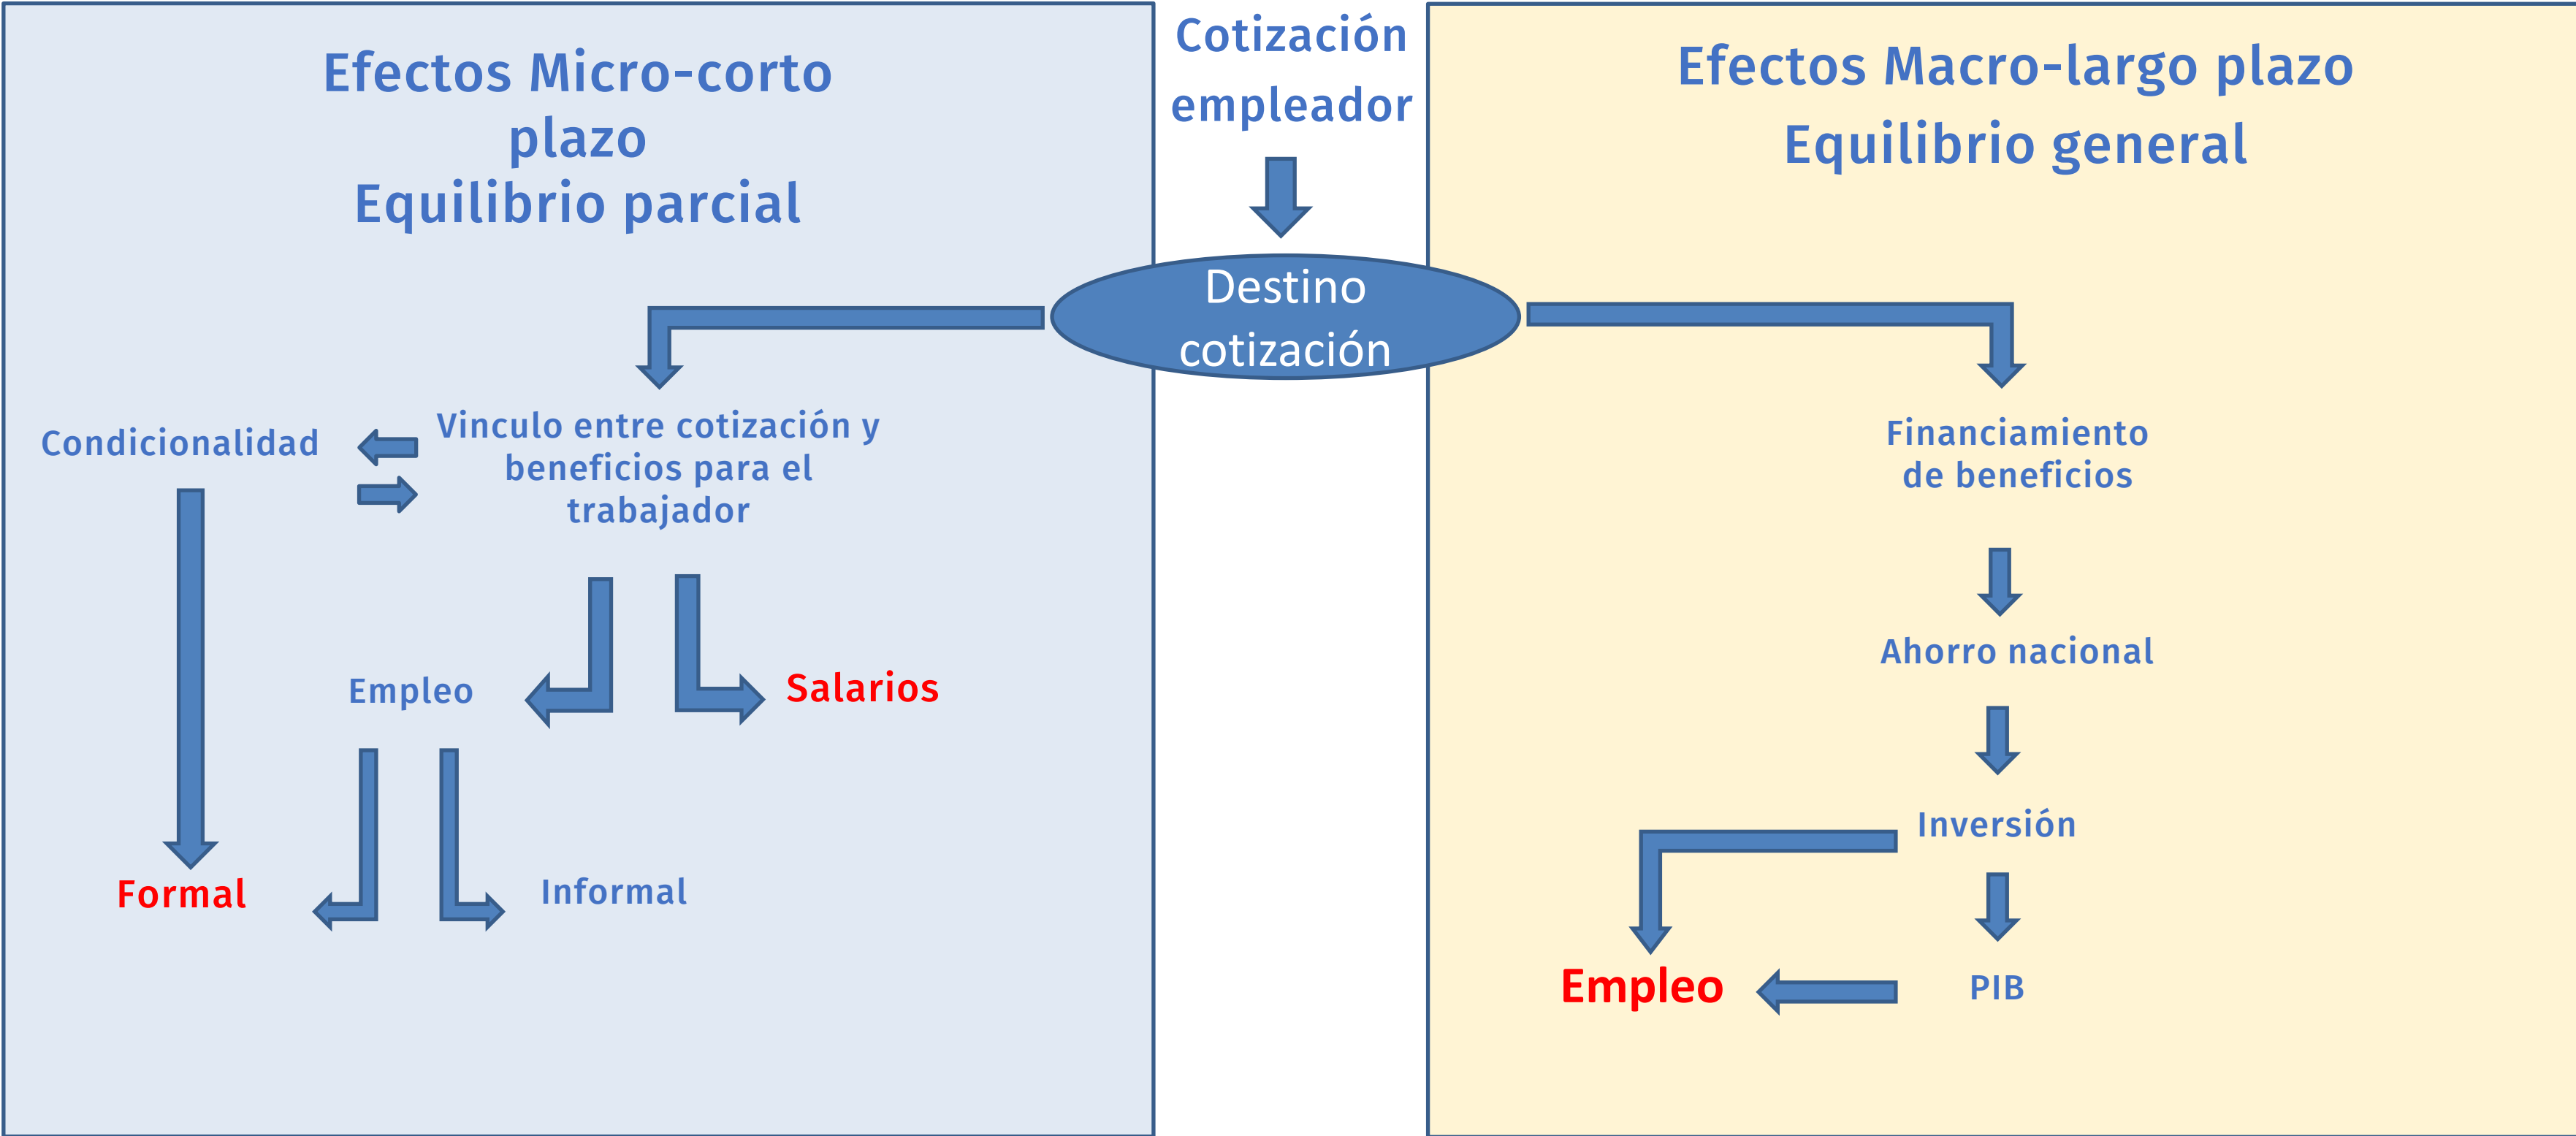 Efectos Micro-corto
plazo
Equilibrio parcial
Cotización
empleador
Efectos Macro-largo plazo
Equilibrio general
Destino
cotización
Condicionalidad
Vinculo entre cotización y
beneficios para el
trabajador
Financiamiento
de beneficios
Empleo
Salarios
Ahorro nacional
Formal
Informal
Inversión
Empleo
PIB